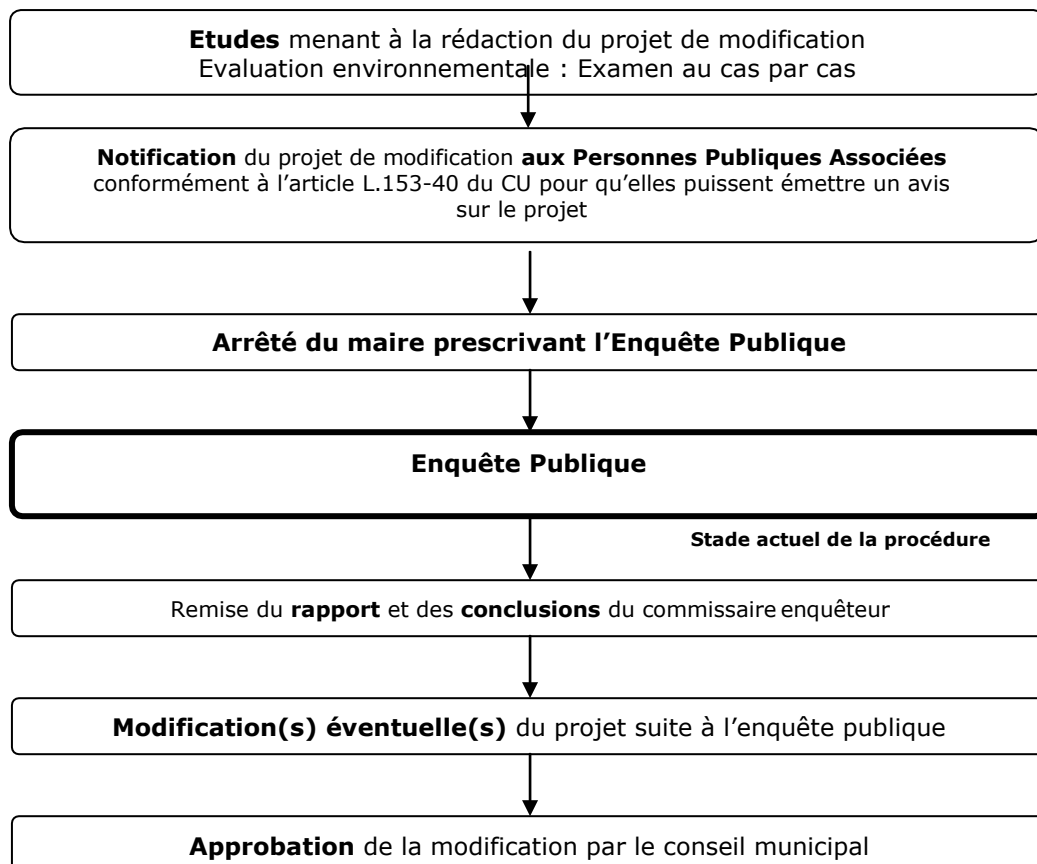 Etudes menant à la rédaction du projet de modification
Evaluation environnementale : Examen au cas par cas
Notification du projet de modification aux Personnes Publiques Associées
conformément à l’article L.153-40 du CU pour qu’elles puissent émettre un avis
sur le projet
Arrêté du maire prescrivant l’Enquête Publique
Enquête Publique
Stade actuel de la procédure
Remise du rapport et des conclusions du commissaire enquêteur
Modification(s) éventuelle(s) du projet suite à l’enquête publique
Approbation de la modification par le conseil municipal